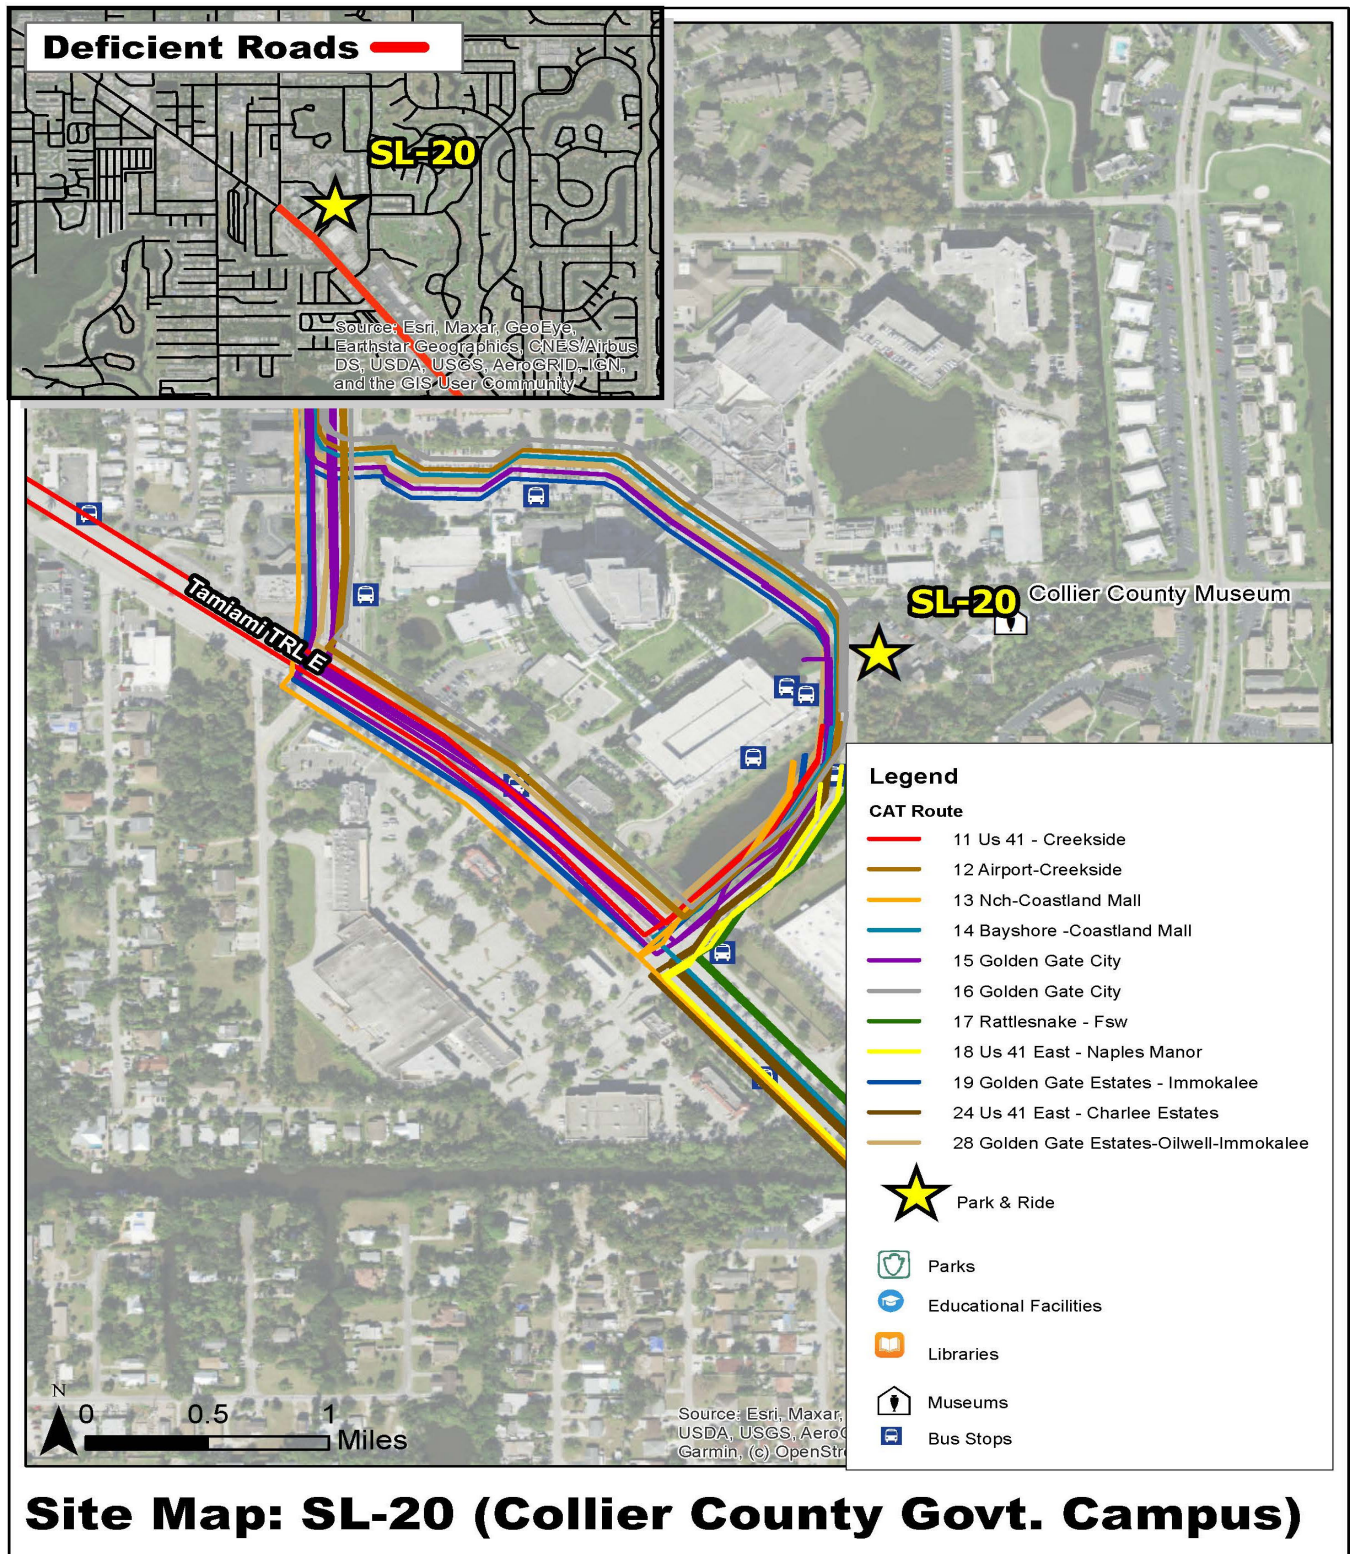 Deficient Roads
SL-20
Source: Esri, Maxar, GeoEye,
Earthstar Geographics, CNES/Airbus
DS, USDA, USGS, AeroGRID, IGN,
and the GIS User Community
Tamiami TRL E
SL-20
Collier County Museum
Legend
CAT Route
11 Us 41 - Creekside
12 Airport-Creekside
13 Nch-Coastland Mall
14 Bayshore -Coastland Mall
15 Golden Gate City
16 Golden Gate City
17 Rattlesnake - Fsw
18 Us 41 East - Naples Manor
19 Golden Gate Estates - Immokalee
24 Us 41 East - Charlee Estates
28 Golden Gate Estates-Oilwell-Immokalee
Park & Ride
Parks
Educational Facilities
Libraries
Museums
Bus Stops
N
0 0.5 1
Miles
Source: Esri, Maxar,
USDA, USGS,
Garmin, (c)
Site Map: SL-20 (Collier County Govt. Campus)